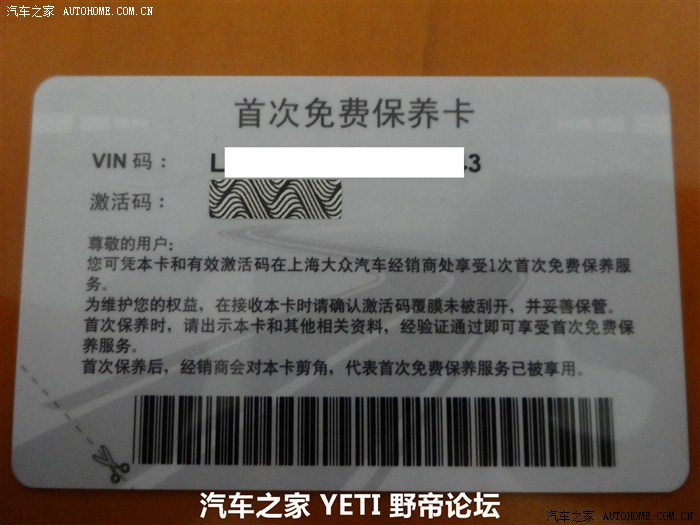 汽车之家 AUTOHOME.COM.CN
汽车之家 AUTOHOME.COM.CN
首次免费保养卡
VIN 码： L 43
激活码：
尊敬的用户:
您可凭本卡和有效激活码在上海大众汽车经销商处享受1次首次免费保养服
务。
为维护您的权益，在接收本卡时请确认激活码覆膜未被刮开，并妥善保管。
首次保养时，请出示本卡和其他相关资料，经验证通过即可享受首次免费保
养服务。
首次保养后，经销商会对本卡剪角，代表首次免费保养服务已被享用。
汽车之家 YETI 野帝论坛
汽车之家 AUTOHOME.COM.CN